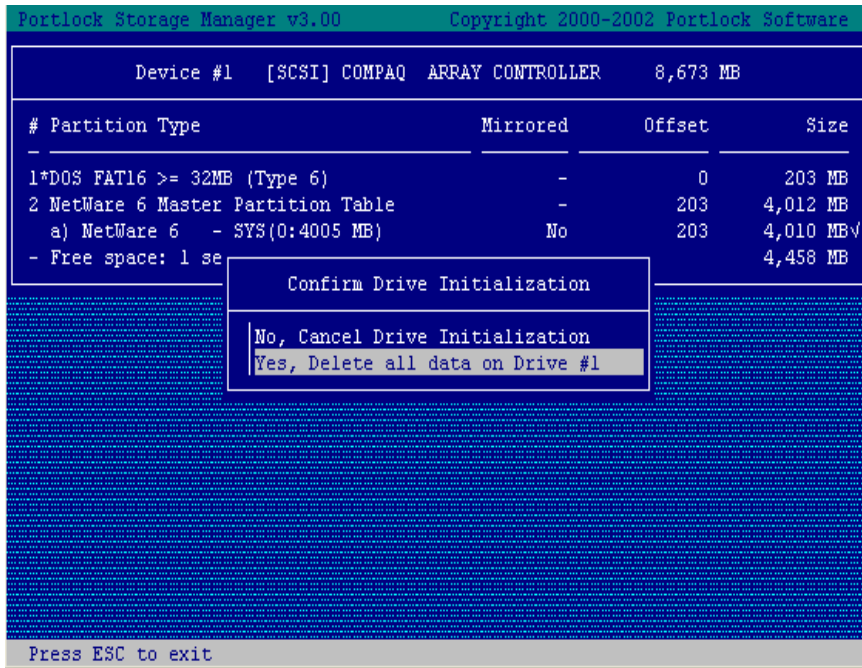 Portlock Storage Manager v3.00 Copyright 2000-2002 Portlock Software
Device #1 [SCSI] COMPAQ ARRAY CONTROLLER 8,673 MB
# Partition Type Mirrored Offset Size
1*DOS FAT16 >= 32MB (Type 6) - 0 203 MB
2 NetWare 6 Master Partition Table - 203 4,012 MB
a) NetWare 6 - SYS(0:4005 MB) No 203 4,010 MB√
- Free space: 1 se 4,458 MB
Confirm Drive Initialization
No, Cancel Drive Initialization
Yes, Delete all data on Drive #1
Press ESC to exit